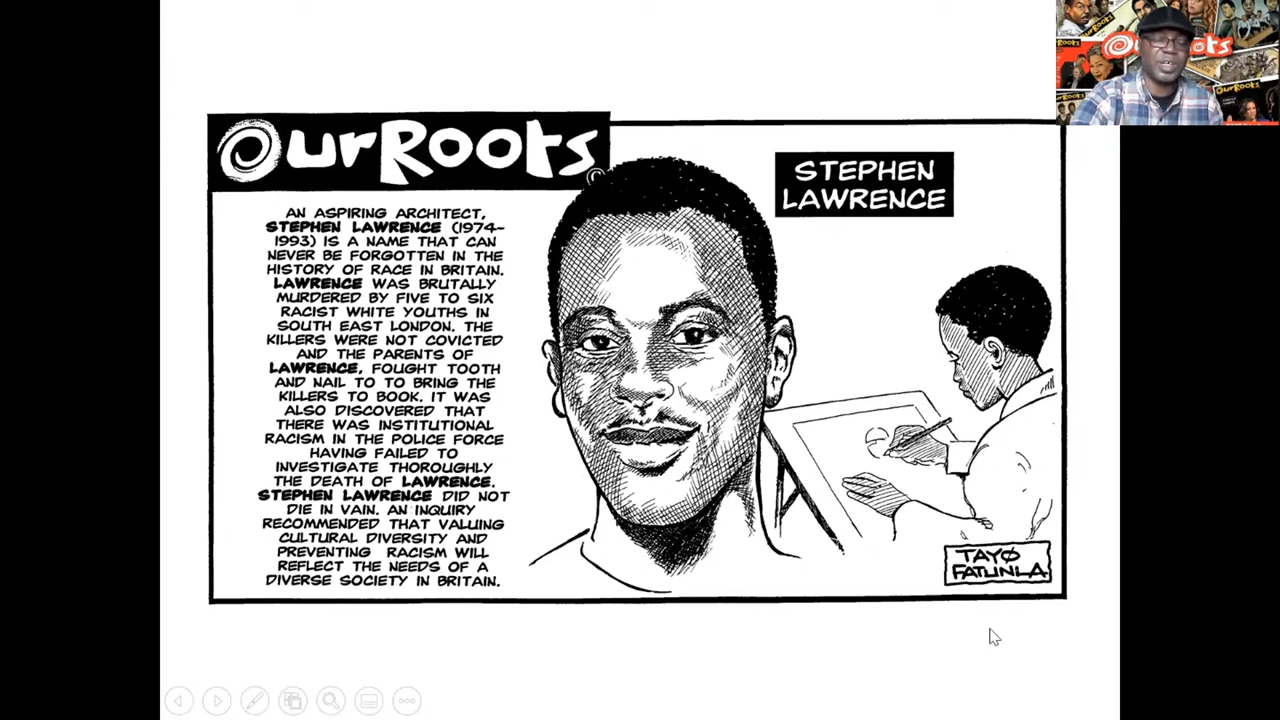 OurRoots
STEPHEN
LAWRENCE
AN ASPIRING ARCHITECT,
STEPHEN LAWRENCE (1974-
1993) IS A NAME THAT CAN
NEVER BE FORGOTTEN IN THE
HISTORY OF RACE IN BRITAIN.
LAWRENCE WAS BRUTALLY
MURDERED BY FIVE TO SIX
RACIST WHITE YOUTHS IN
SOUTH EAST LONDON. THE
KILLERS WERE NOT COVICTED
AND THE PARENTS OF
LAWRENCE, FOUGHT TOOTH
AND NAIL TO TO BRING THE
KILLERS TO BOOK. IT WAS
ALSO DISCOVERED THAT
THERE WAS INSTITUTIONAL
RACISM IN THE POLICE FORCE
HAVING FAILED TO
INVESTIGATE THOROUGHLY
THE DEATH OF LAWRENCE.
STEPHEN LAWRENCE DID NOT
DIE IN VAIN. AN INQUIRY
RECOMMENDED THAT VALUING
CULTURAL DIVERSITY AND
PREVENTING RACISM WILL
REFLECT THE NEEDS OF A
DIVERSE SOCIETY IN BRITAIN.
TAYO
FATUNLA